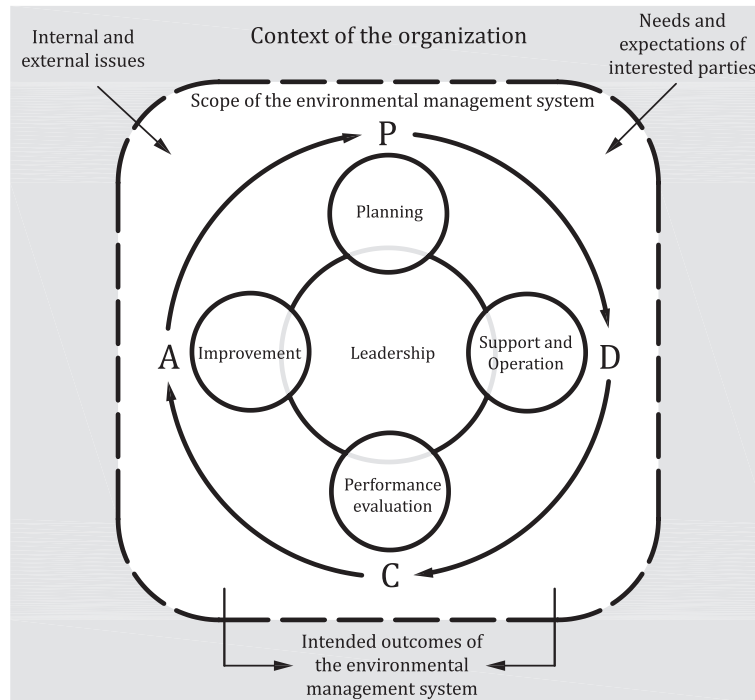 Internal and
external issues
Context of the organization
Needs and
expectations of
interested parties
Scope of the environmental management system
P
Planning
A
Improvement
Leadership
Support and
Operation
D
Performance
evaluation
C
Intended outcomes of
the environmental
management system